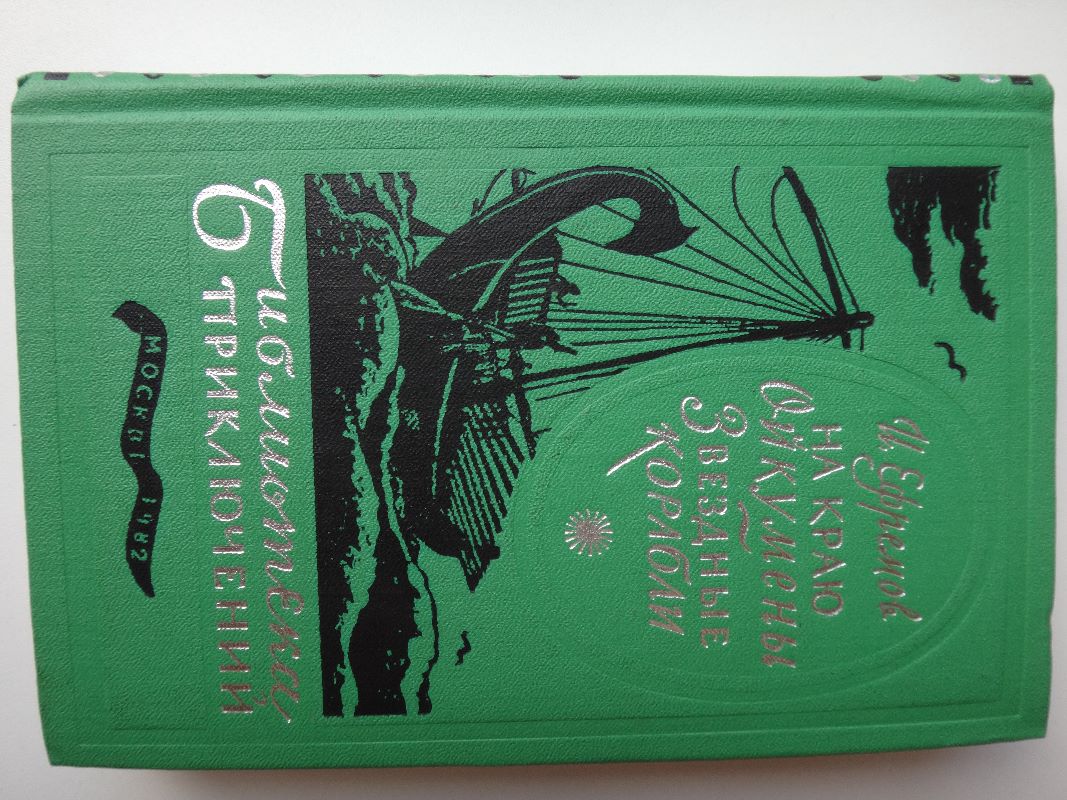 И. Ефремов
НА КРАЮ
Ойкумены
ЗВЕЗДНЫЕ
КОРАБЛИ
Библиотека
ПРИКЛЮЧЕНИЙ
МОСКВА 1982